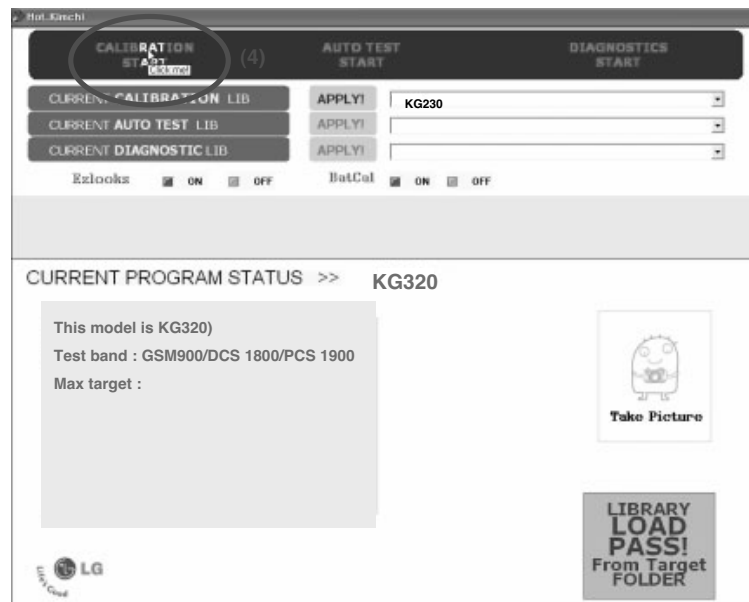 Hot_Kimchi
CALIBRATION START
Click me!
(4)
AUTO TEST START
DIAGNOSTICS START
CURRENT CALIBRATION LIB APPLY! KG230
CURRENT AUTO TEST LIB APPLY!
CURRENT DIAGNOSTIC LIB APPLY!
Ezlooks ON OFF BatCal ON OFF
CURRENT PROGRAM STATUS >> KG320
This model is KG320)
Test band : GSM900/DCS 1800/PCS 1900
Max target :
Take Picture
LIBRARY
LOAD
PASS!
From Target
FOLDER
Life's Good
LG